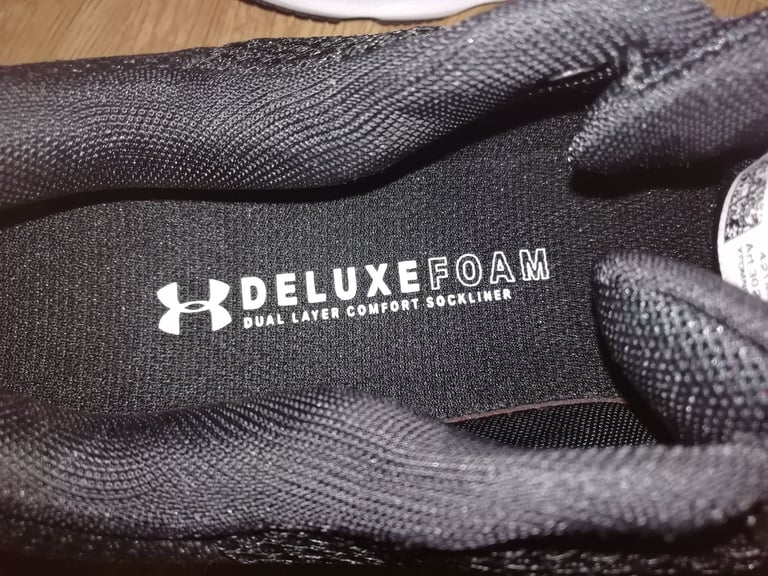 DELUXEFOAM
DUAL LAYER COMFORT SOCKLINER